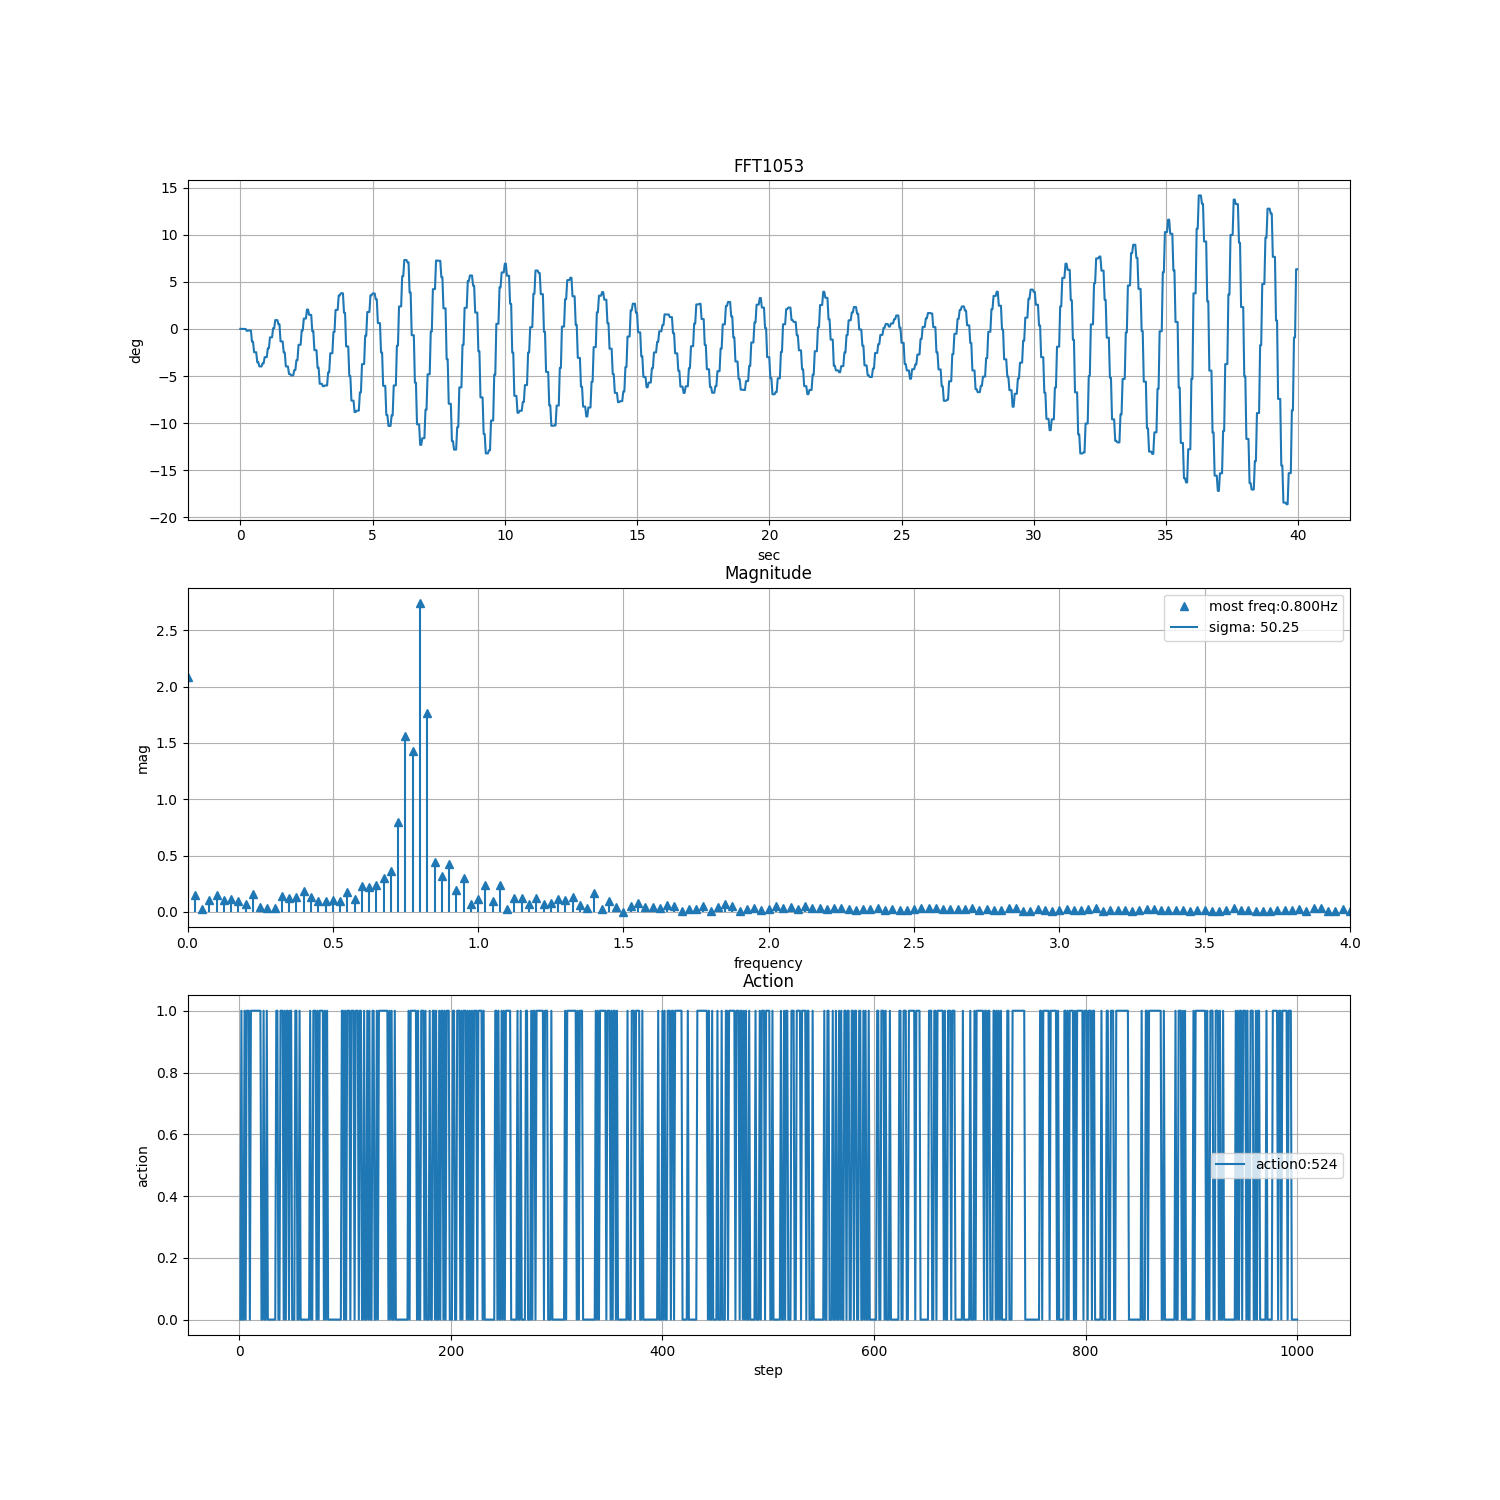 FFT1053
15
10
5
0
−5
−10
−15
−20
deg
0 5 10 15 20 25 30 35 40
sec
Magnitude
most freq:0.800Hz
sigma: 50.25
2.5
2.0
1.5
1.0
0.5
0.0
mag
0.0 0.5 1.0 1.5 2.0 2.5 3.0 3.5 4.0
frequency
Action
1.0
0.8
0.6
0.4
0.2
0.0
action
action0:524
0 200 400 600 800 1000
step